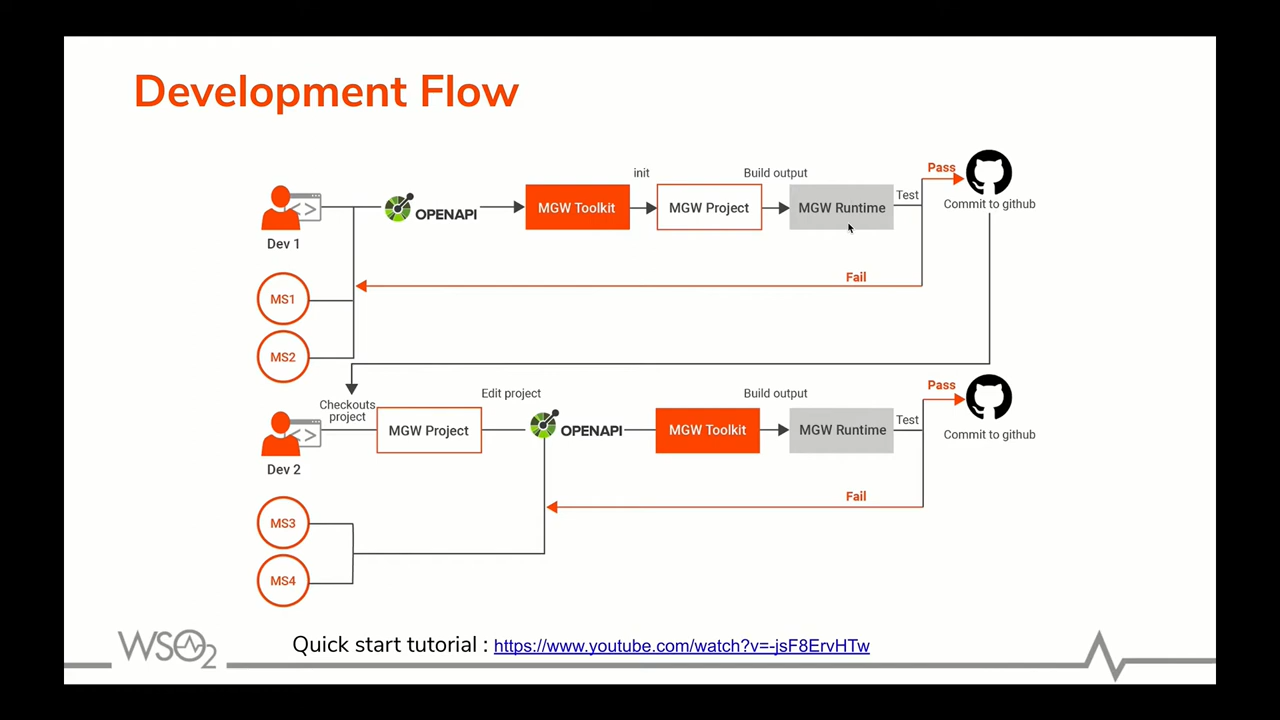 Development Flow
init
Build output
Pass
OPENAPI
MGW Toolkit
MGW Project
MGW Runtime
Test
Commit to github
Dev 1
Fail
MS1
MS2
Checkouts
project
Edit project
Build output
Pass
MGW Project
OPENAPI
MGW Toolkit
MGW Runtime
Test
Commit to github
Dev 2
Fail
MS3
MS4
WSO2
Quick start tutorial : https://www.youtube.com/watch?v=-jsF8ErvHTw